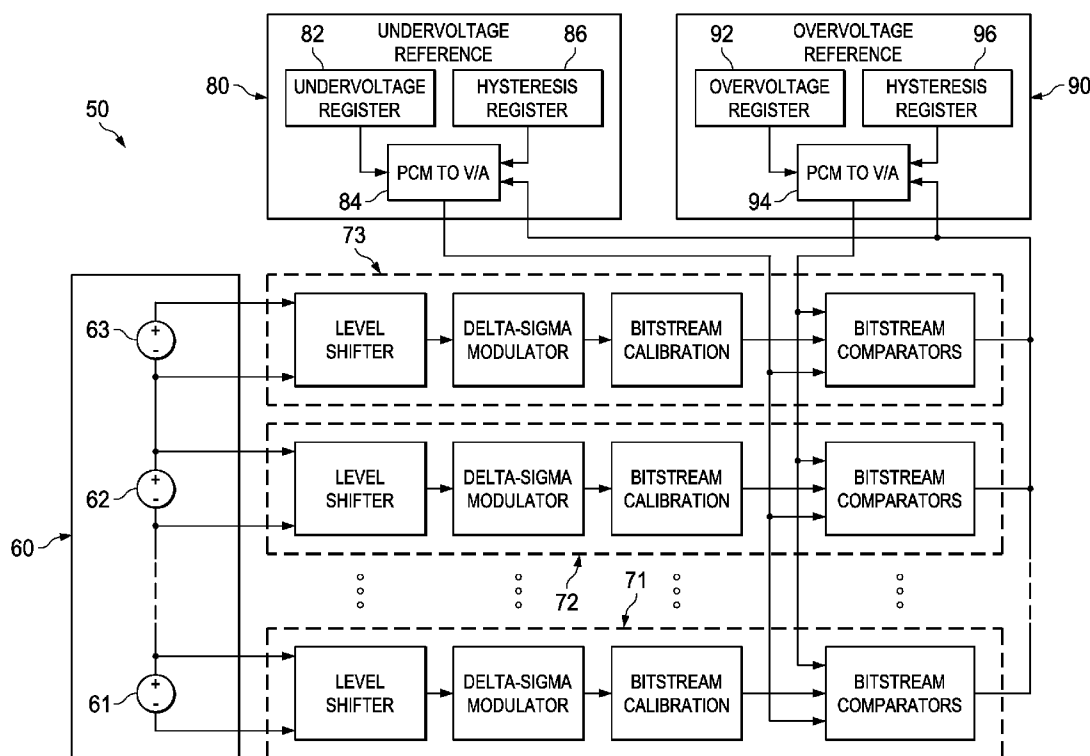 UNDERVOLTAGE
REFERENCE
82
86
UNDERVOLTAGE
REGISTER
HYSTERESIS
REGISTER
PCM TO V/A
84
80
OVERVOLTAGE
REFERENCE
92
96
OVERVOLTAGE
REGISTER
HYSTERESIS
REGISTER
PCM TO V/A
94
90
50
73
63
LEVEL
SHIFTER
DELTA-SIGMA
MODULATOR
BITSTREAM
CALIBRATION
BITSTREAM
COMPARATORS
+
-
62
LEVEL
SHIFTER
DELTA-SIGMA
MODULATOR
BITSTREAM
CALIBRATION
BITSTREAM
COMPARATORS
+
-
60
72
71
61
LEVEL
SHIFTER
DELTA-SIGMA
MODULATOR
BITSTREAM
CALIBRATION
BITSTREAM
COMPARATORS
+
-